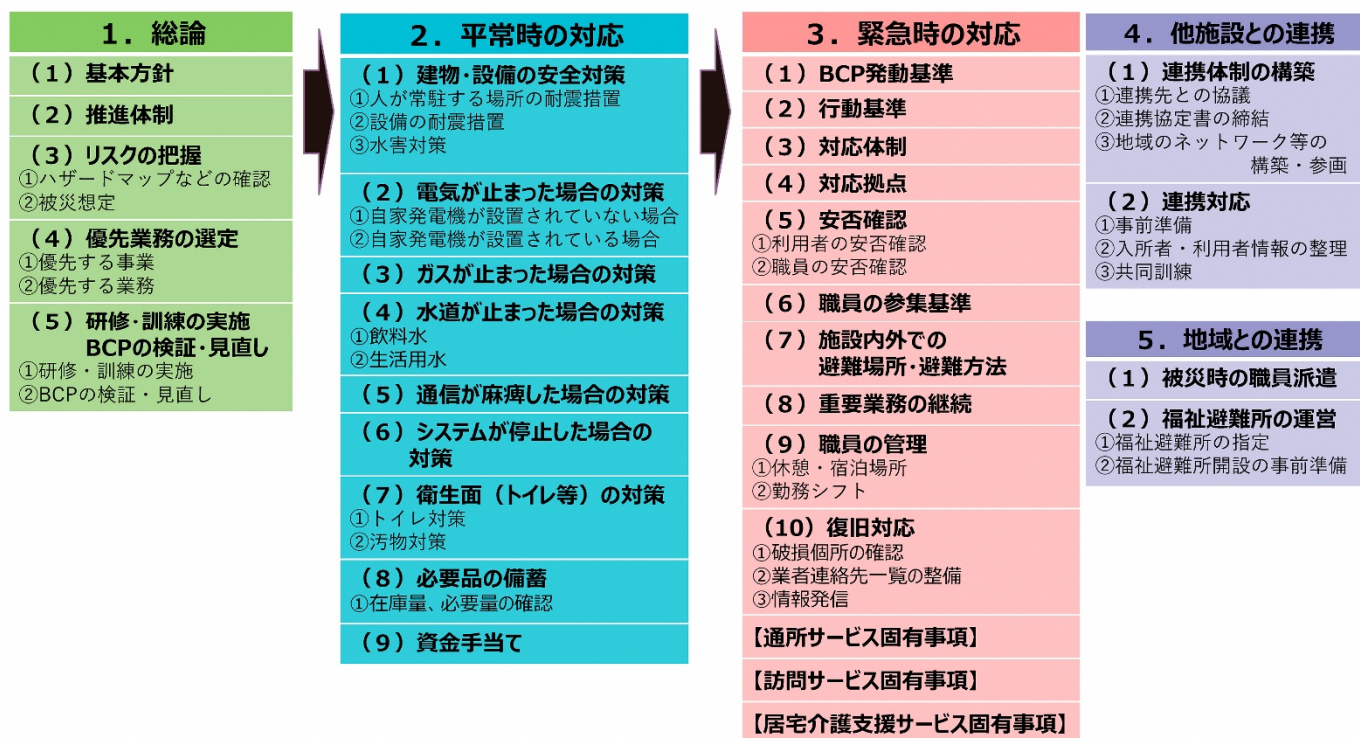 1．総論
（1）基本方針
（2）推進体制
（3）リスクの把握
①ハザードマップなどの確認
②被災想定
（4）優先業務の選定
①優先する事業
②優先する業務
（5）研修・訓練の実施
BCPの検証・見直し
①研修・訓練の実施
②BCPの検証・見直し
2．平常時の対応
（1）建物・設備の安全対策
①人が常駐する場所の耐震措置
②設備の耐震措置
③水害対策
（2）電気が止まった場合の対策
①自家発電機が設置されていない場合
②自家発電機が設置されている場合
（3）ガスが止まった場合の対策
（4）水道が止まった場合の対策
①飲料水
②生活用水
（5）通信が麻痺した場合の対策
（6）システムが停止した場合の
対策
（7）衛生面（トイレ等）の対策
①トイレ対策
②汚物対策
（8）必要品の備蓄
①在庫量、必要量の確認
（9）資金手当て
3．緊急時の対応
（1）BCP発動基準
（2）行動基準
（3）対応体制
（4）対応拠点
（5）安否確認
①利用者の安否確認
②職員の安否確認
（6）職員の参集基準
（7）施設内外での
避難場所・避難方法
（8）重要業務の継続
（9）職員の管理
①休憩・宿泊場所
②勤務シフト
（10）復旧対応
①破損個所の確認
②業者連絡先一覧の整備
③情報発信
【通所サービス固有事項】
【訪問サービス固有事項】
【居宅介護支援サービス固有事項】
4．他施設との連携
（1）連携体制の構築
①連携先との協議
②連携協定書の締結
③地域のネットワーク等の
構築・参画
（2）連携対応
①事前準備
②入所者・利用者情報の整理
③共同訓練
5．地域との連携
（1）被災時の職員派遣
（2）福祉避難所の運営
①福祉避難所の指定
②福祉避難所開設の事前準備